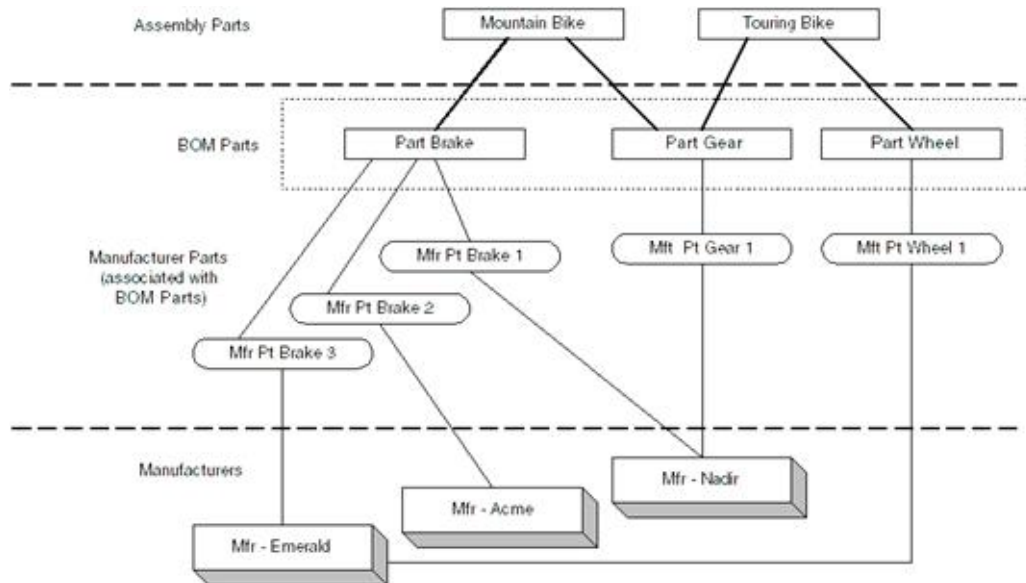 Assembly Parts
Mountain Bike
Touring Bike
BOM Parts
Part Brake
Part Gear
Part Wheel
Manufacturer Parts
(associated with
BOM Parts)
Mfr Pt Brake 1
Mft Pt Gear 1
Mft Pt Wheel 1
Mfr Pt Brake 2
Mfr Pt Brake 3
Manufacturers
Mfr - Nadir
Mfr - Acme
Mfr - Emerald